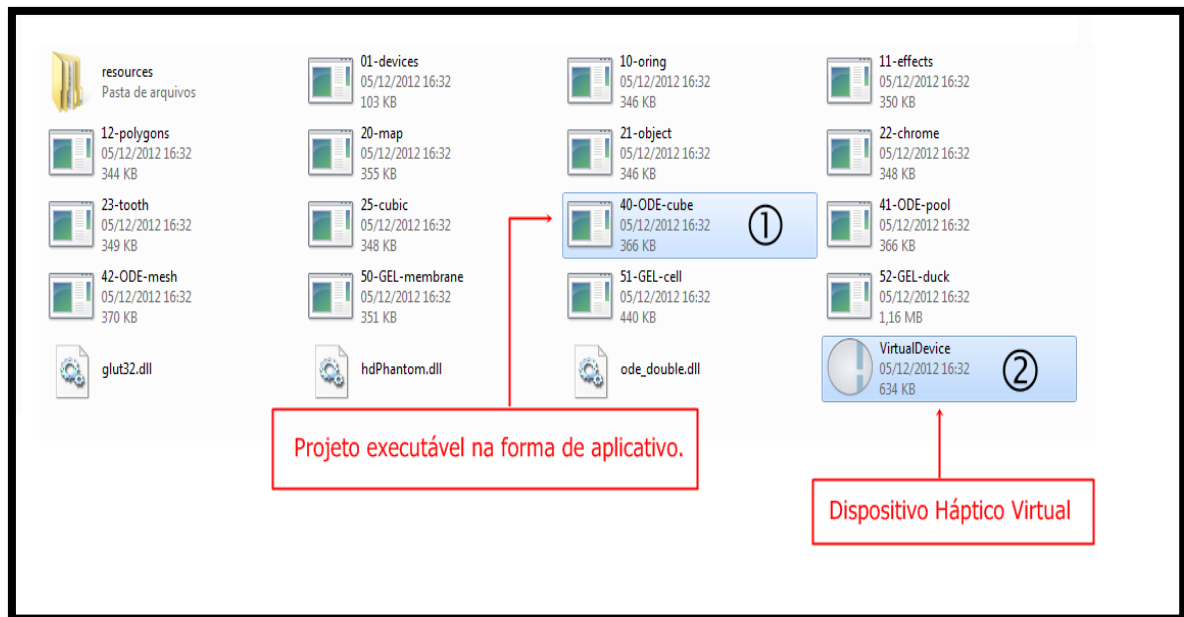 resources
Pasta de arquivos
01-devices
05/12/2012 16:32
103 KB
10-oring
05/12/2012 16:32
346 KB
11-effects
05/12/2012 16:32
350 KB
12-polygons
05/12/2012 16:32
344 KB
20-map
05/12/2012 16:32
355 KB
21-object
05/12/2012 16:32
346 KB
22-chrome
05/12/2012 16:32
348 KB
23-tooth
05/12/2012 16:32
349 KB
25-cubic
05/12/2012 16:32
348 KB
40-ODE-cube
05/12/2012 16:32
366 KB
①
41-ODE-pool
05/12/2012 16:32
366 KB
42-ODE-mesh
05/12/2012 16:32
370 KB
50-GEL-membrane
05/12/2012 16:32
351 KB
51-GEL-cell
05/12/2012 16:32
440 KB
52-GEL-duck
05/12/2012 16:32
1,16 MB
glut32.dll
hdPhantom.dll
ode_double.dll
VirtualDevice
05/12/2012 16:32
634 KB
②
Projeto executável na forma de aplicativo.
Dispositivo Háptico Virtual